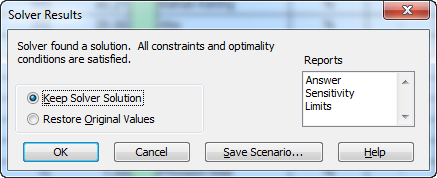 Solver Results
Solver found a solution. All constraints and optimality
conditions are satisfied.
Reports
Answer
Sensitivity
Limits
Keep Solver Solution
Restore Original Values
OK
Cancel
Save Scenario...
Help